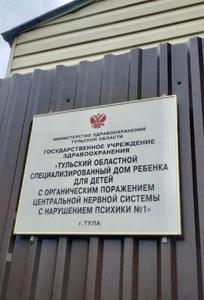 МИНИСТЕРСТВО ЗДРАВООХРАНЕНИЯ
ТУЛЬСКОЙ ОБЛАСТИ
ГОСУДАРСТВЕННОЕ УЧРЕЖДЕНИЕ
ЗДРАВООХРАНЕНИЯ
«ТУЛЬСКИЙ ОБЛАСТНОЙ
СПЕЦИАЛИЗИРОВАННЫЙ ДОМ РЕБЕНКА
ДЛЯ ДЕТЕЙ
С ОРГАНИЧЕСКИМ ПОРАЖЕНИЕМ
ЦЕНТРАЛЬНОЙ НЕРВНОЙ СИСТЕМЫ
С НАРУШЕНИЕМ ПСИХИКИ №1»
г. ТУЛА